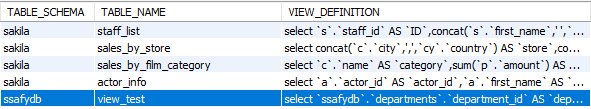 TABLE_SCHEMA TABLE_NAME VIEW_DEFINITION
sakila staff_list select `s`.`staff_id` AS `ID`,concat(`s`.`first_name`,' ',`...
sakila sales_by_store select concat(`c`.`city`,',',`cy`.`country`) AS `store`,co...
sakila sales_by_film_category select `c`.`name` AS `category`,sum(`p`.`amount`) AS ...
sakila actor_info select `a`.`actor_id` AS `actor_id`,`a`.`first_name` AS `...
ssafydb view_test select `ssafydb`.`departments`.`department_id` AS `dep...